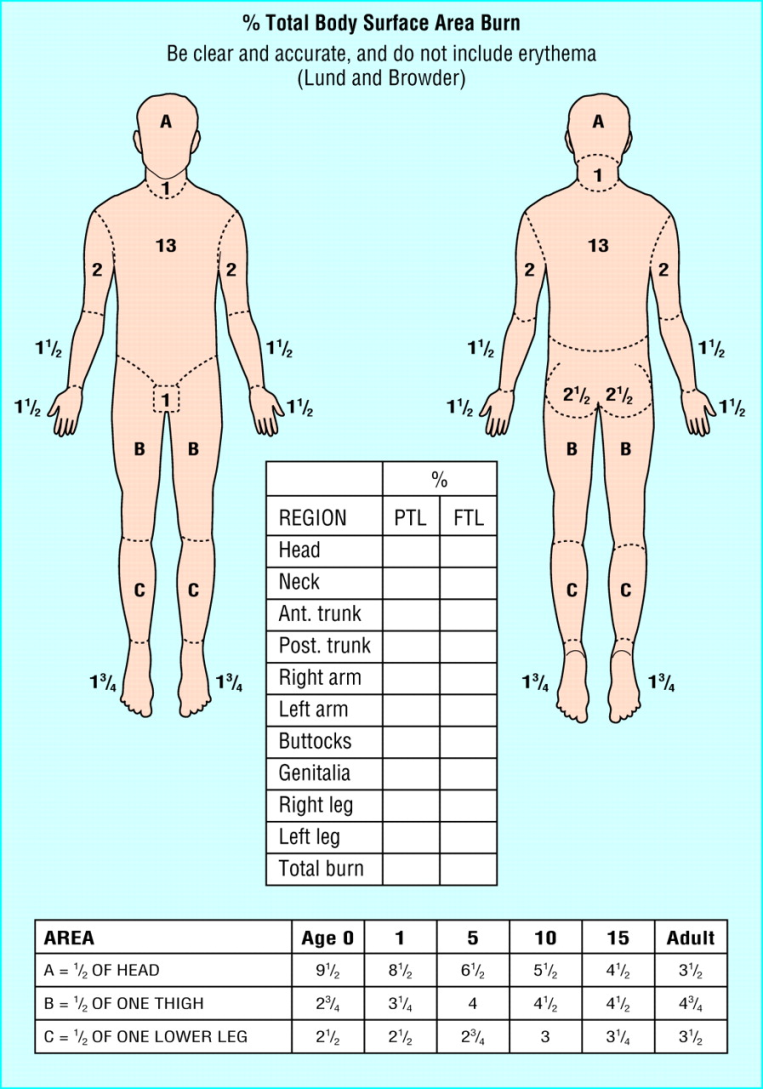 % Total Body Surface Area Burn
Be clear and accurate, and do not include erythema
(Lund and Browder)
A A
1 1
13 13
2 2 2 2
1½ 1½ 1½ 1½
1½ 1 1½ 1½ 2½ 2½ 1½
B B B B
%
REGION PTL FTL
Head
Neck
Ant. trunk
C C C C
Post. trunk
Right arm
1¾ 1¾ 1¾ 1¾
Left arm
Buttocks
Genitalia
Right leg
Left leg
Total burn
AREA Age 0 1 5 10 15 Adult
A = ½ OF HEAD 9½ 8½ 6½ 5½ 4½ 3½
B = ½ OF ONE THIGH 2¾ 3¼ 4 4½ 4½ 4¾
C = ½ OF ONE LOWER LEG 2½ 2½ 2¾ 3 3¼ 3½